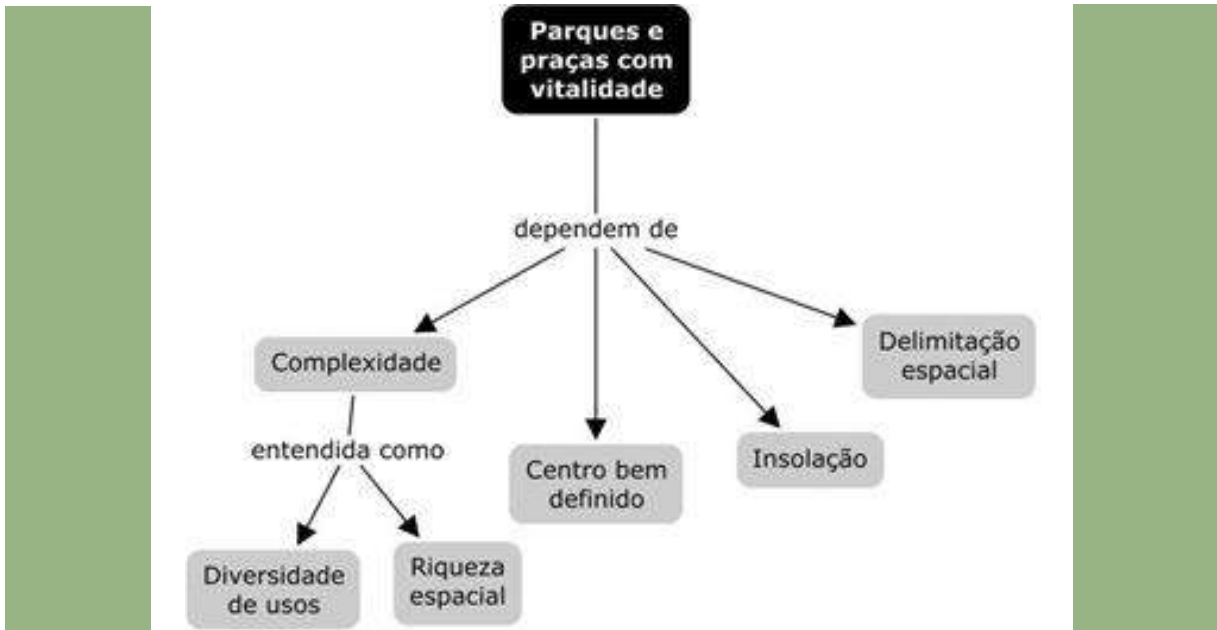 Parques e
praças com
vitalidade
dependem de
Complexidade
entendida como
Diversidade
de usos
Riqueza
espacial
Centro bem
definido
Insolação
Delimitação
espacial